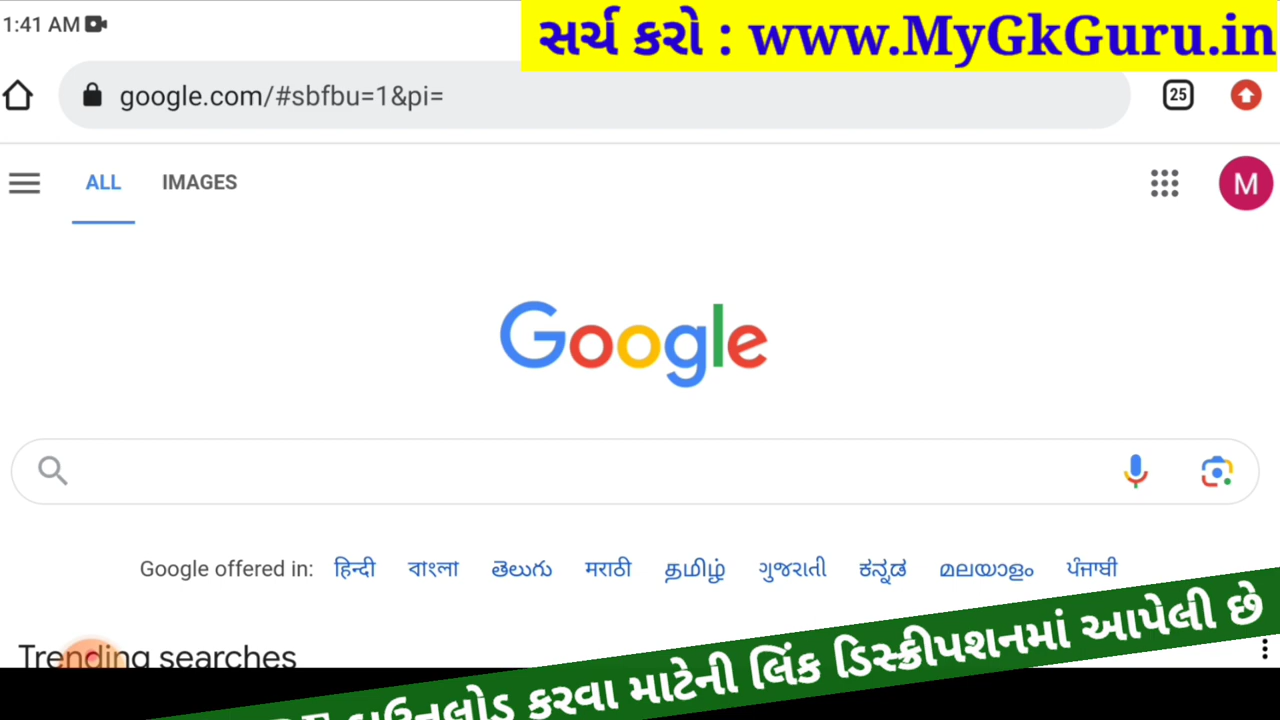 1:41 AM
સર્ચ કરો : www.MyGkGuru.in
google.com/#sbfbu=1&pi=
25
ALL IMAGES
M
Google
Google offered in: हिन्दी বাংলা తెలుగు मराठी தமிழ் ગુજરાતી ಕನ್ನಡ മലയാളം ਪੰਜਾਬੀ
Trending searches
ડાઉનલોડ કરવા માટેની લિંક ડિસ્ક્રીપશનમાં આપેલી છે